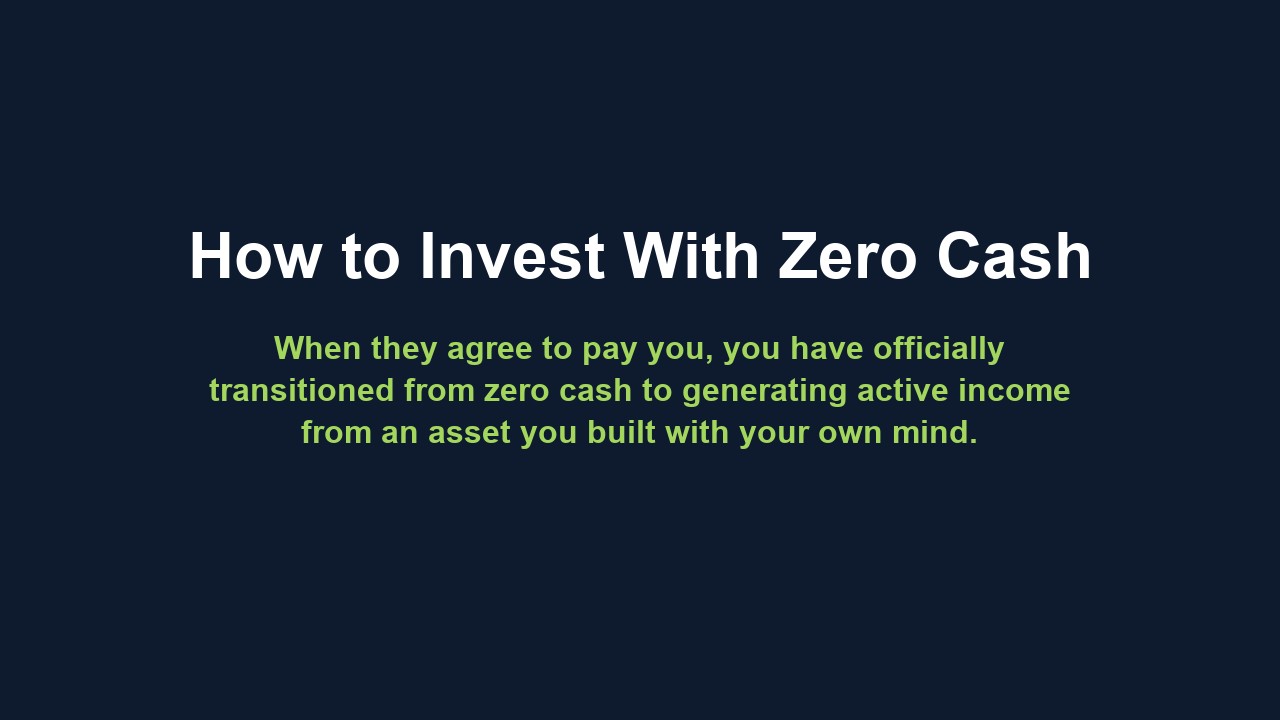 How to Invest With Zero Cash
When they agree to pay you, you have officially
transitioned from zero cash to generating active income
from an asset you built with your own mind.